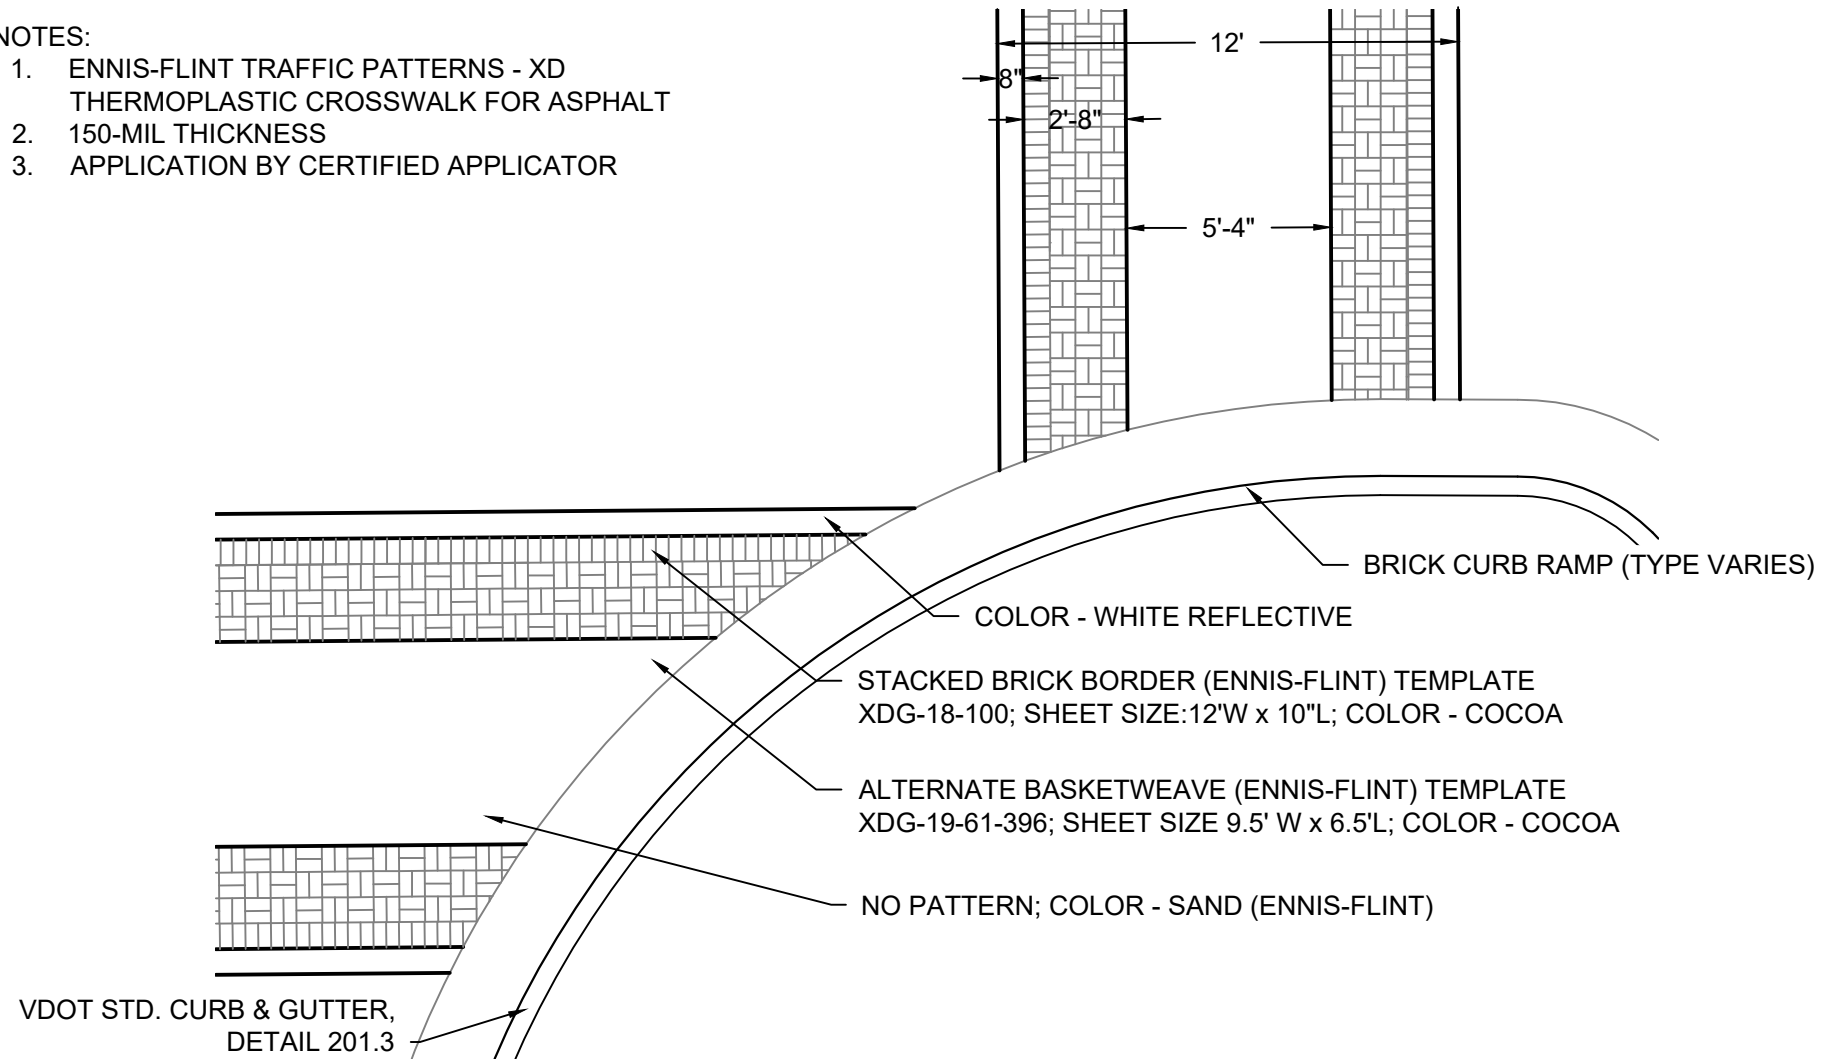 NOTES:
1. ENNIS-FLINT TRAFFIC PATTERNS - XD
THERMOPLASTIC CROSSWALK FOR ASPHALT
2. 150-MIL THICKNESS
3. APPLICATION BY CERTIFIED APPLICATOR
12'
8"
2'-8"
5'-4"
BRICK CURB RAMP (TYPE VARIES)
COLOR - WHITE REFLECTIVE
STACKED BRICK BORDER (ENNIS-FLINT) TEMPLATE
XDG-18-100; SHEET SIZE:12'W x 10"L; COLOR - COCOA
ALTERNATE BASKETWEAVE (ENNIS-FLINT) TEMPLATE
XDG-19-61-396; SHEET SIZE 9.5' W x 6.5'L; COLOR - COCOA
NO PATTERN; COLOR - SAND (ENNIS-FLINT)
VDOT STD. CURB & GUTTER,
DETAIL 201.3